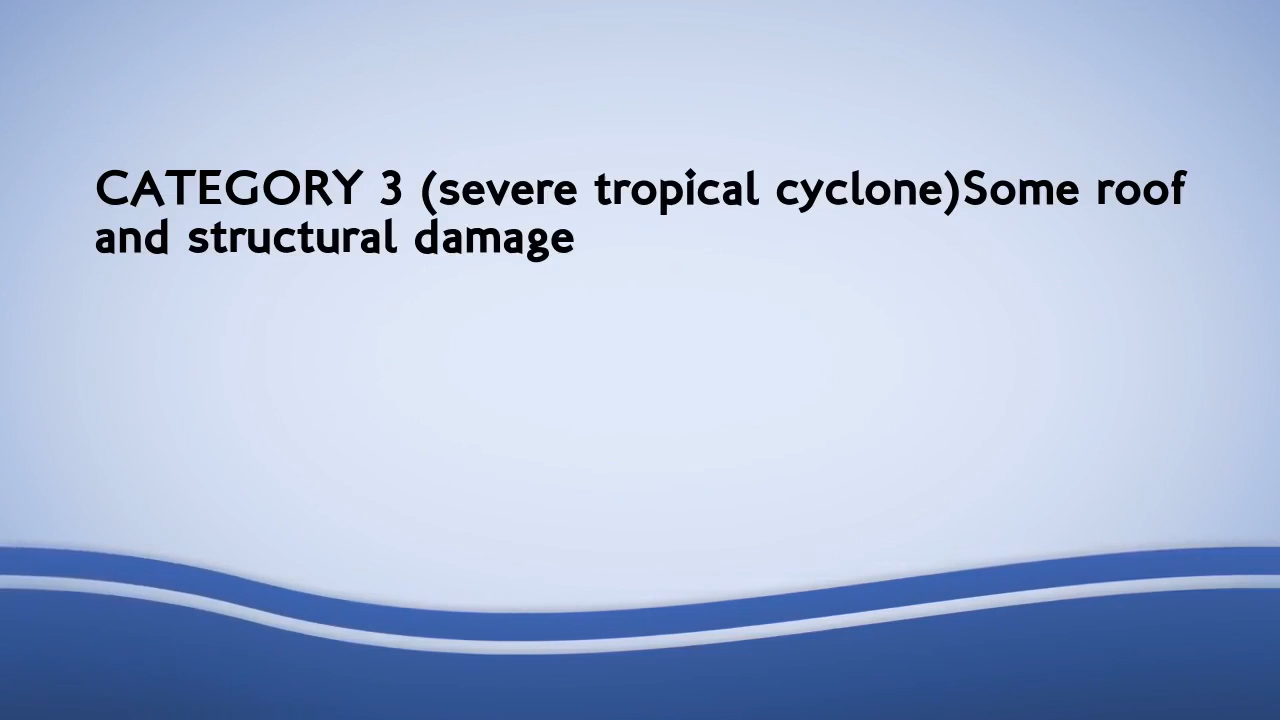 CATEGORY 3 (severe tropical cyclone)Some roof
and structural damage